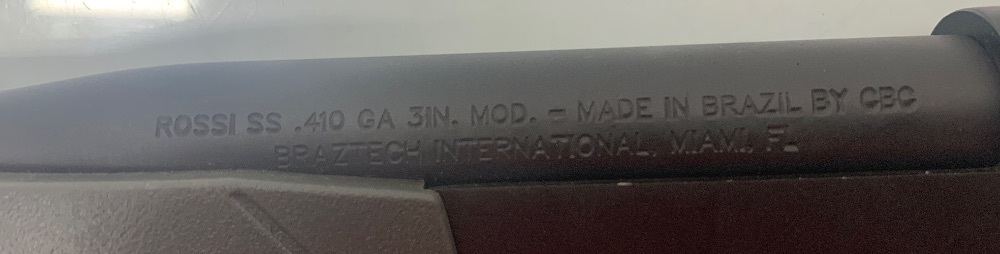 ROSSI SS .410 GA 3IN. MOD. - MADE IN BRAZIL BY CBC
BRAZTECH INTERNATIONAL, MIAMI, FL